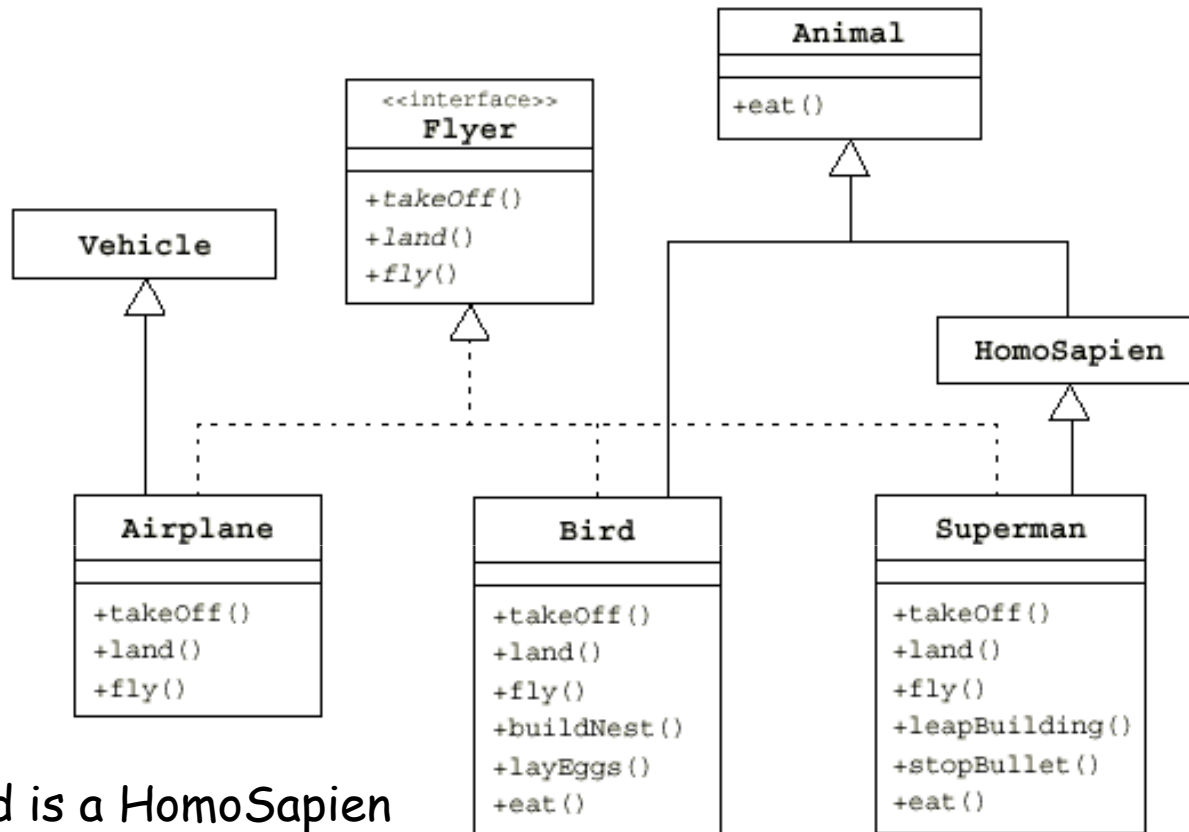 Animal
+eat()
<<interface>>
Flyer
+takeOff()
+land()
+fly()
Vehicle
HomoSapien
Airplane
+takeOff()
+land()
+fly()
Bird
+takeOff()
+land()
+fly()
+buildNest()
+layEggs()
+eat()
Superman
+takeOff()
+land()
+fly()
+leapBuilding()
+stopBullet()
+eat()
is a HomoSapien